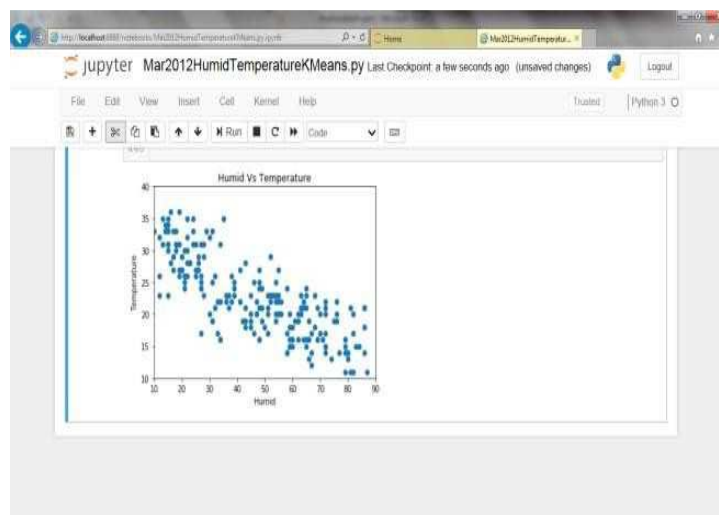 Home
Mar2012HumidTemperatur...
jupyter Mar2012HumidTemperatureKMeans.py Last Checkpoint: a few seconds ago (unsaved changes) Logout
File Edit View Insert Cell Kernel Help Trusted Python 3
Run Code
Humid Vs Temperature
40
35
30
25
20
15
10
Temperature
10 20 30 40 50 60 70 80 90
Humid